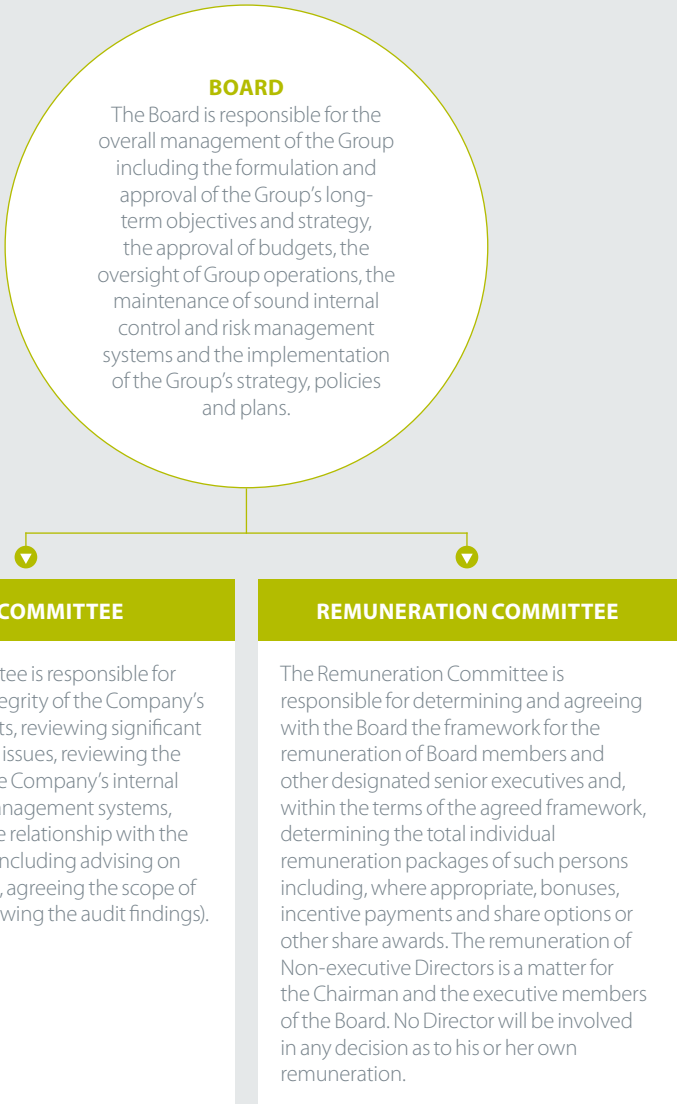 BOARD
The Board is responsible for the
overall management of the Group
including the formulation and
approval of the Group's long-
term objectives and strategy,
the approval of budgets, the
oversight of Group operations, the
maintenance of sound internal
control and risk management
systems and the implementation
of the Group's strategy, policies
and plans.
COMMITTEE
tee is responsible for
egrity of the Company's
ts, reviewing significant
issues, reviewing the
e Company's internal
anagement systems,
e relationship with the
ncluding advising on
, agreeing the scope of
wing the audit findings).
REMUNERATION COMMITTEE
The Remuneration Committee is
responsible for determining and agreeing
with the Board the framework for the
remuneration of Board members and
other designated senior executives and,
within the terms of the agreed framework,
determining the total individual
remuneration packages of such persons
including, where appropriate, bonuses,
incentive payments and share options or
other share awards. The remuneration of
Non-executive Directors is a matter for
the Chairman and the executive members
of the Board. No Director will be involved
in any decision as to his or her own
remuneration.